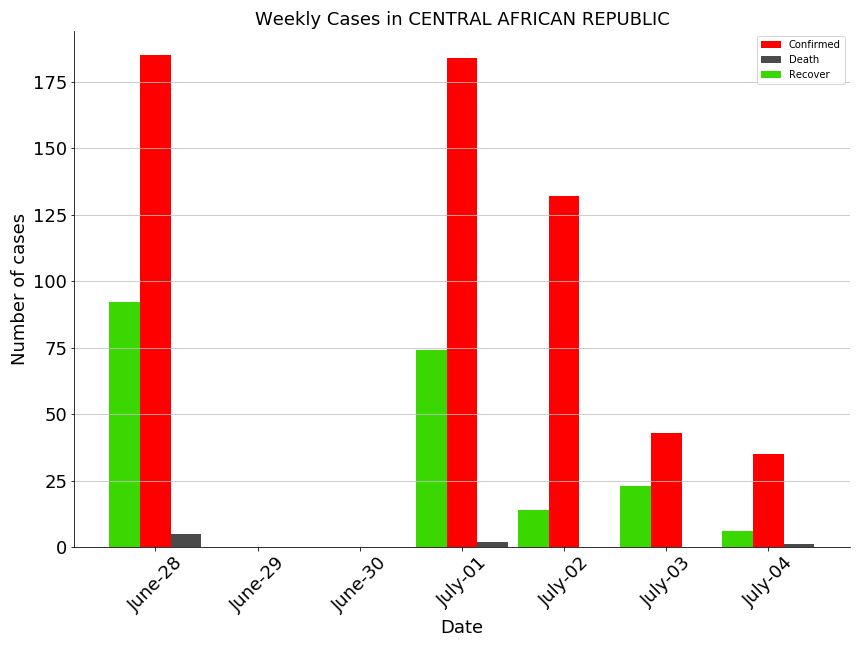 Weekly Cases in CENTRAL AFRICAN REPUBLIC
Confirmed
Death
Recover
Number of cases
175
150
125
100
75
50
25
0
June-28
June-29
June-30
July-01
July-02
July-03
July-04
Date